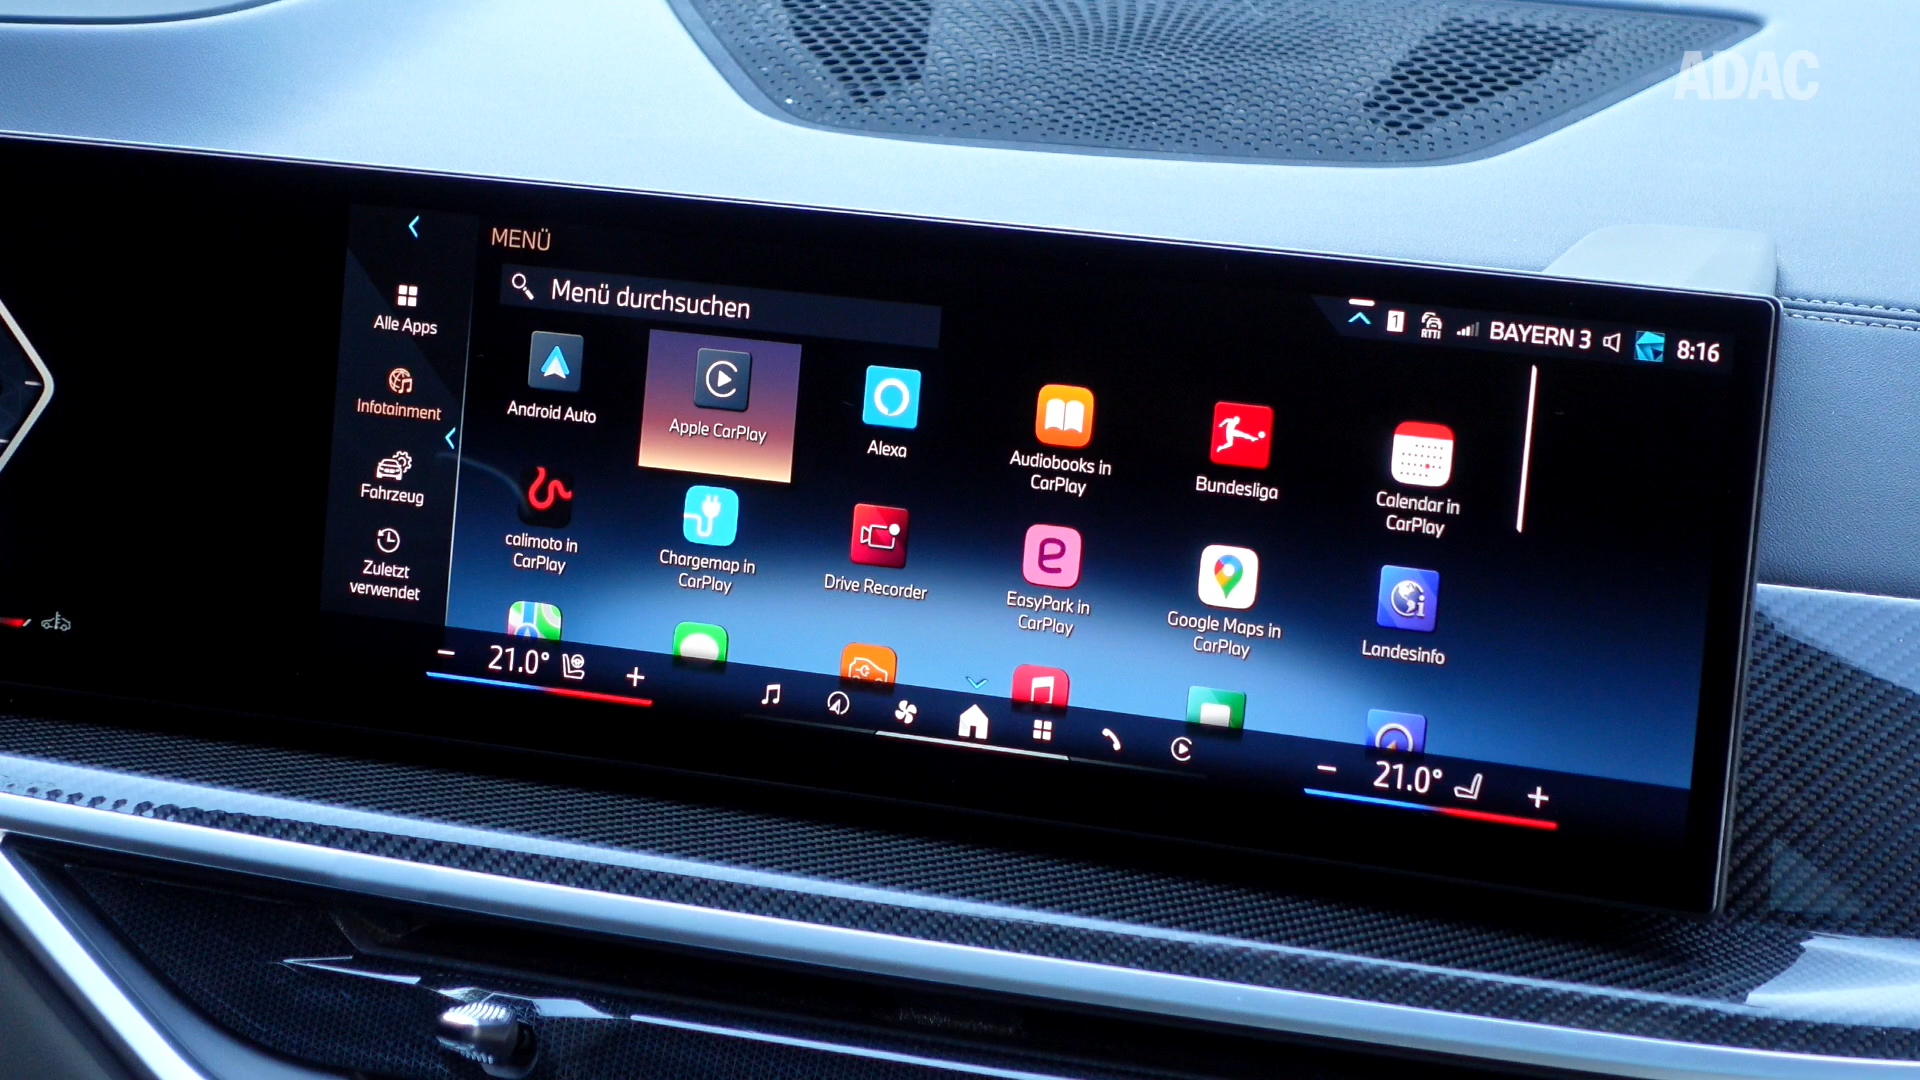 ADAC
MENÜ
Menü durchsuchen
1
RTTI
BAYERN 3
8:16
Alle Apps
Infotainment
Fahrzeug
Zuletzt
verwendet
Android Auto
Apple CarPlay
Alexa
Audiobooks in
CarPlay
Bundesliga
Calendar in
CarPlay
calimoto in
CarPlay
Chargemap in
CarPlay
Drive Recorder
e
EasyPark in
CarPlay
Google Maps in
CarPlay
i
Landesinfo
- 21.0° +
- 21.0° +